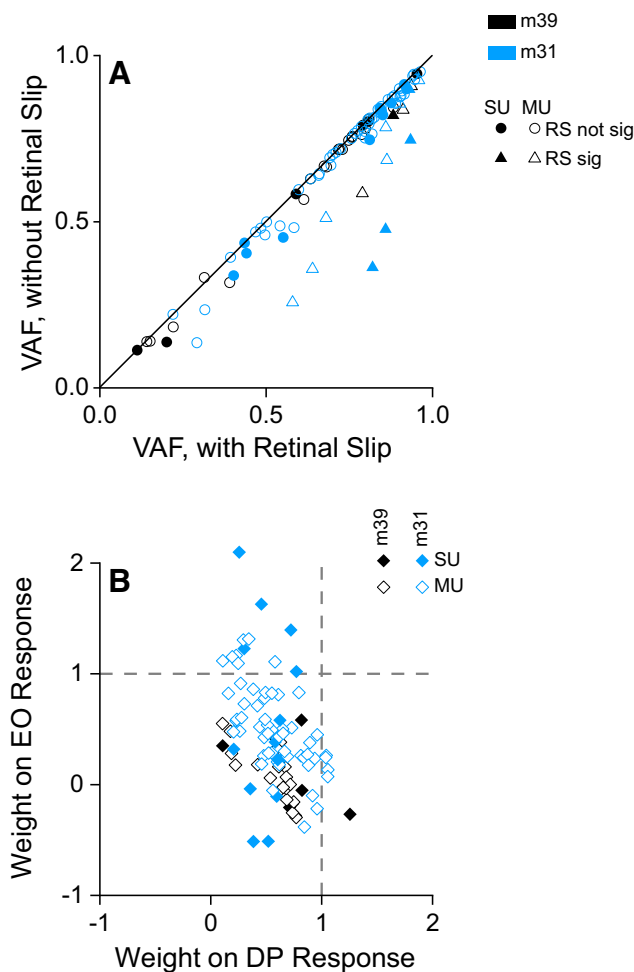 m39
m31
SU MU
RS not sig
RS sig
A
1.0
0.5
0.0
VAF, without Retinal Slip
0.0 0.5 1.0
VAF, with Retinal Slip
B
m39
m31
SU
MU
2
1
0
-1
Weight on EO Response
-1 0 1 2
Weight on DP Response